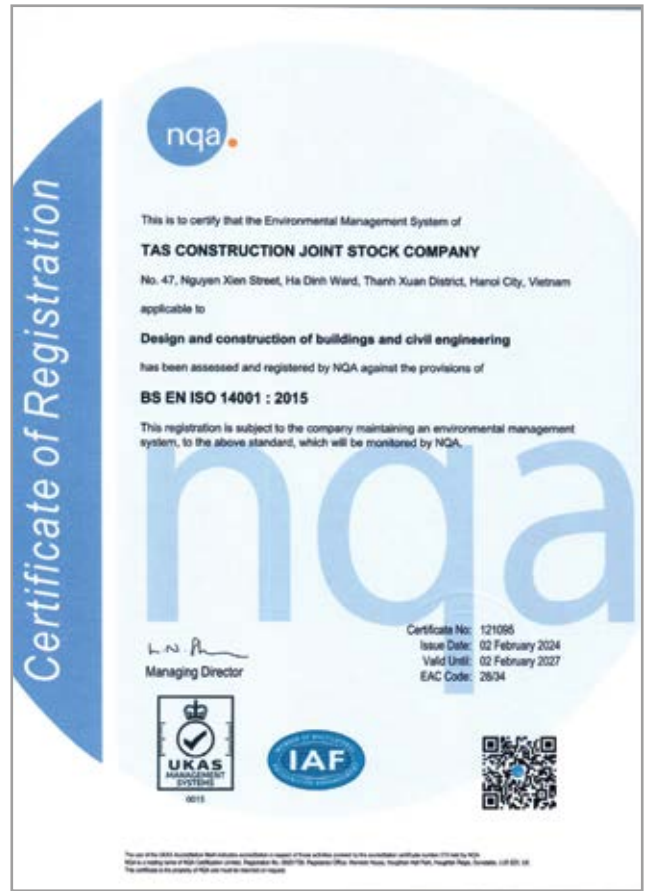 nqa.
Certificate of Registration
This is to certify that the Environmental Management System of
TAS CONSTRUCTION JOINT STOCK COMPANY
No. 47, Nguyen Xien Street, Ha Dinh Ward, Thanh Xuan District, Hanoi City, Vietnam
applicable to
Design and construction of buildings and civil engineering
has been assessed and registered by NQA against the provisions of
BS EN ISO 14001 : 2015
This registration is subject to the company maintaining an environmental management
system, to the above standard, which will be monitored by NQA.
nqa
Certificate No: 121095
Issue Date: 02 February 2024
Valid Until: 02 February 2027
EAC Code: 28/34
Managing Director
UKAS
MANAGEMENT
SYSTEMS
0015
IAF